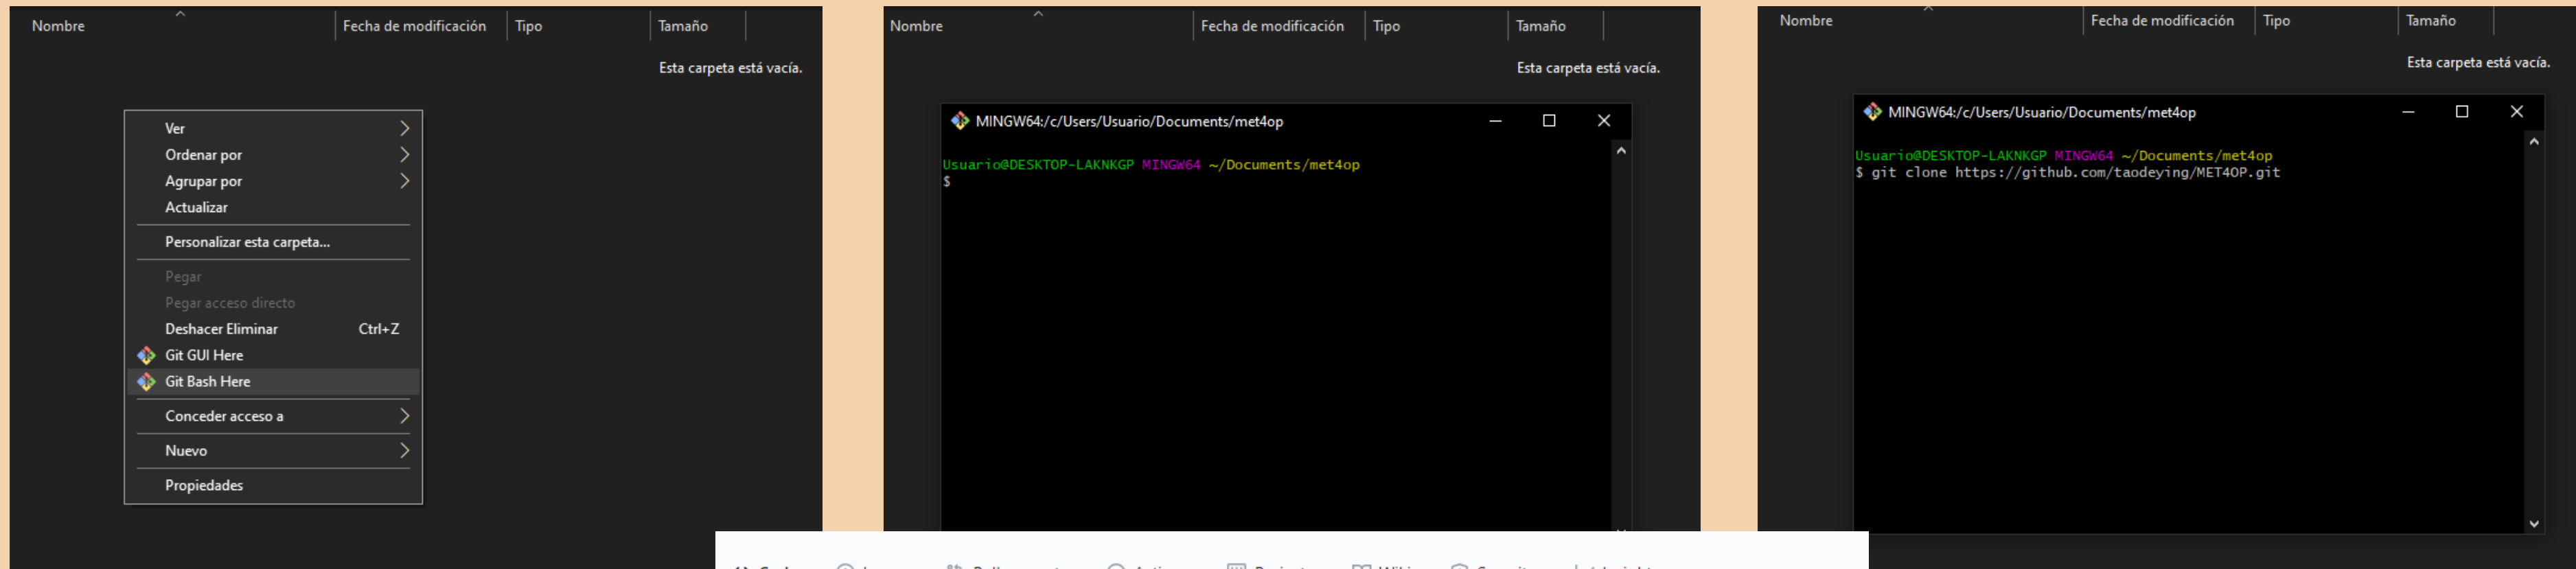 Nombre Fecha de modificación Tipo Tamaño
Esta carpeta está vacía.
Ver
Ordenar por
Agrupar por
Actualizar
Personalizar esta carpeta...
Pegar
Pegar acceso directo
Deshacer Eliminar Ctrl+Z
Git GUI Here
Git Bash Here
Conceder acceso a
Nuevo
Propiedades
Nombre Fecha de modificación Tipo Tamaño
Esta carpeta está vacía.
MINGW64:/c/Users/Usuario/Documents/met4op
Usuario@DESKTOP-LAKNKGP MINGW64 ~/Documents/met4op
$
Nombre Fecha de modificación Tipo Tamaño
Esta carpeta está vacía.
MINGW64:/c/Users/Usuario/Documents/met4op
Usuario@DESKTOP-LAKNKGP MINGW64 ~/Documents/met4op
$ git clone https://github.com/taodeying/MET4OP.git